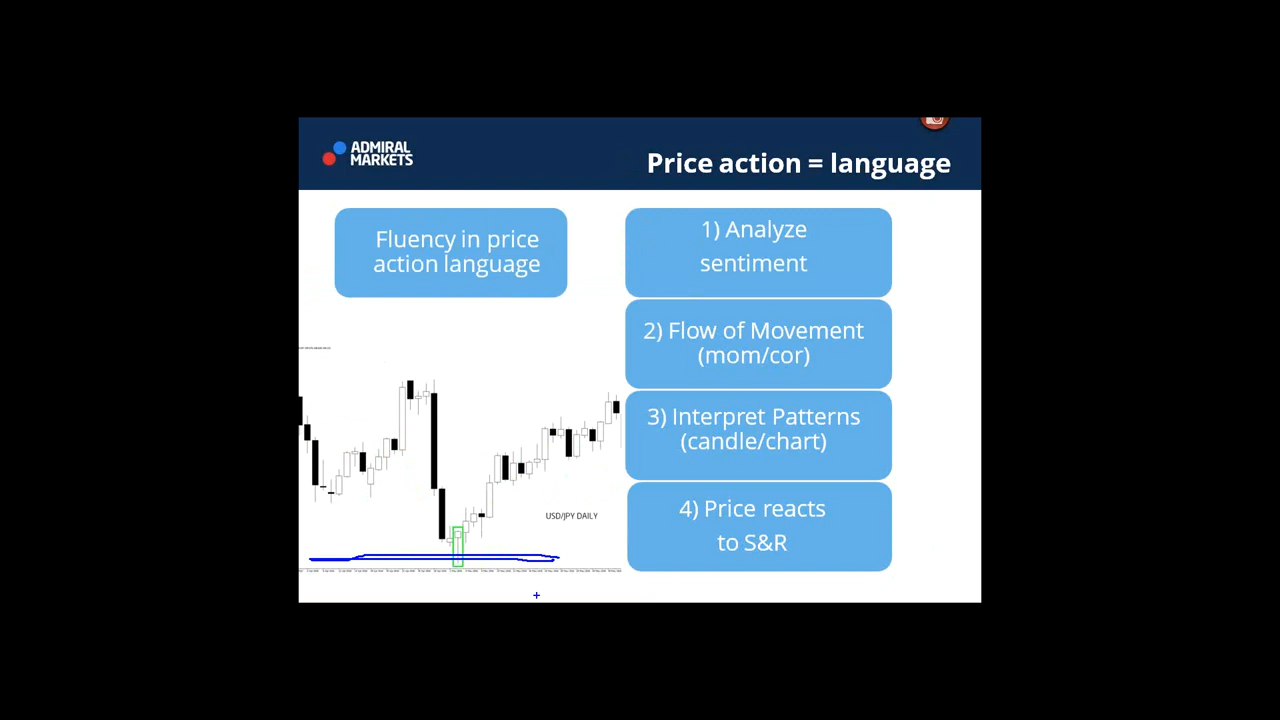 ADMIRAL
MARKETS
Price action = language
Fluency in price
action language
1) Analyze
sentiment
2) Flow of Movement
(mom/cor)
3) Interpret Patterns
(candle/chart)
4) Price reacts
to S&R
USD/JPY DAILY